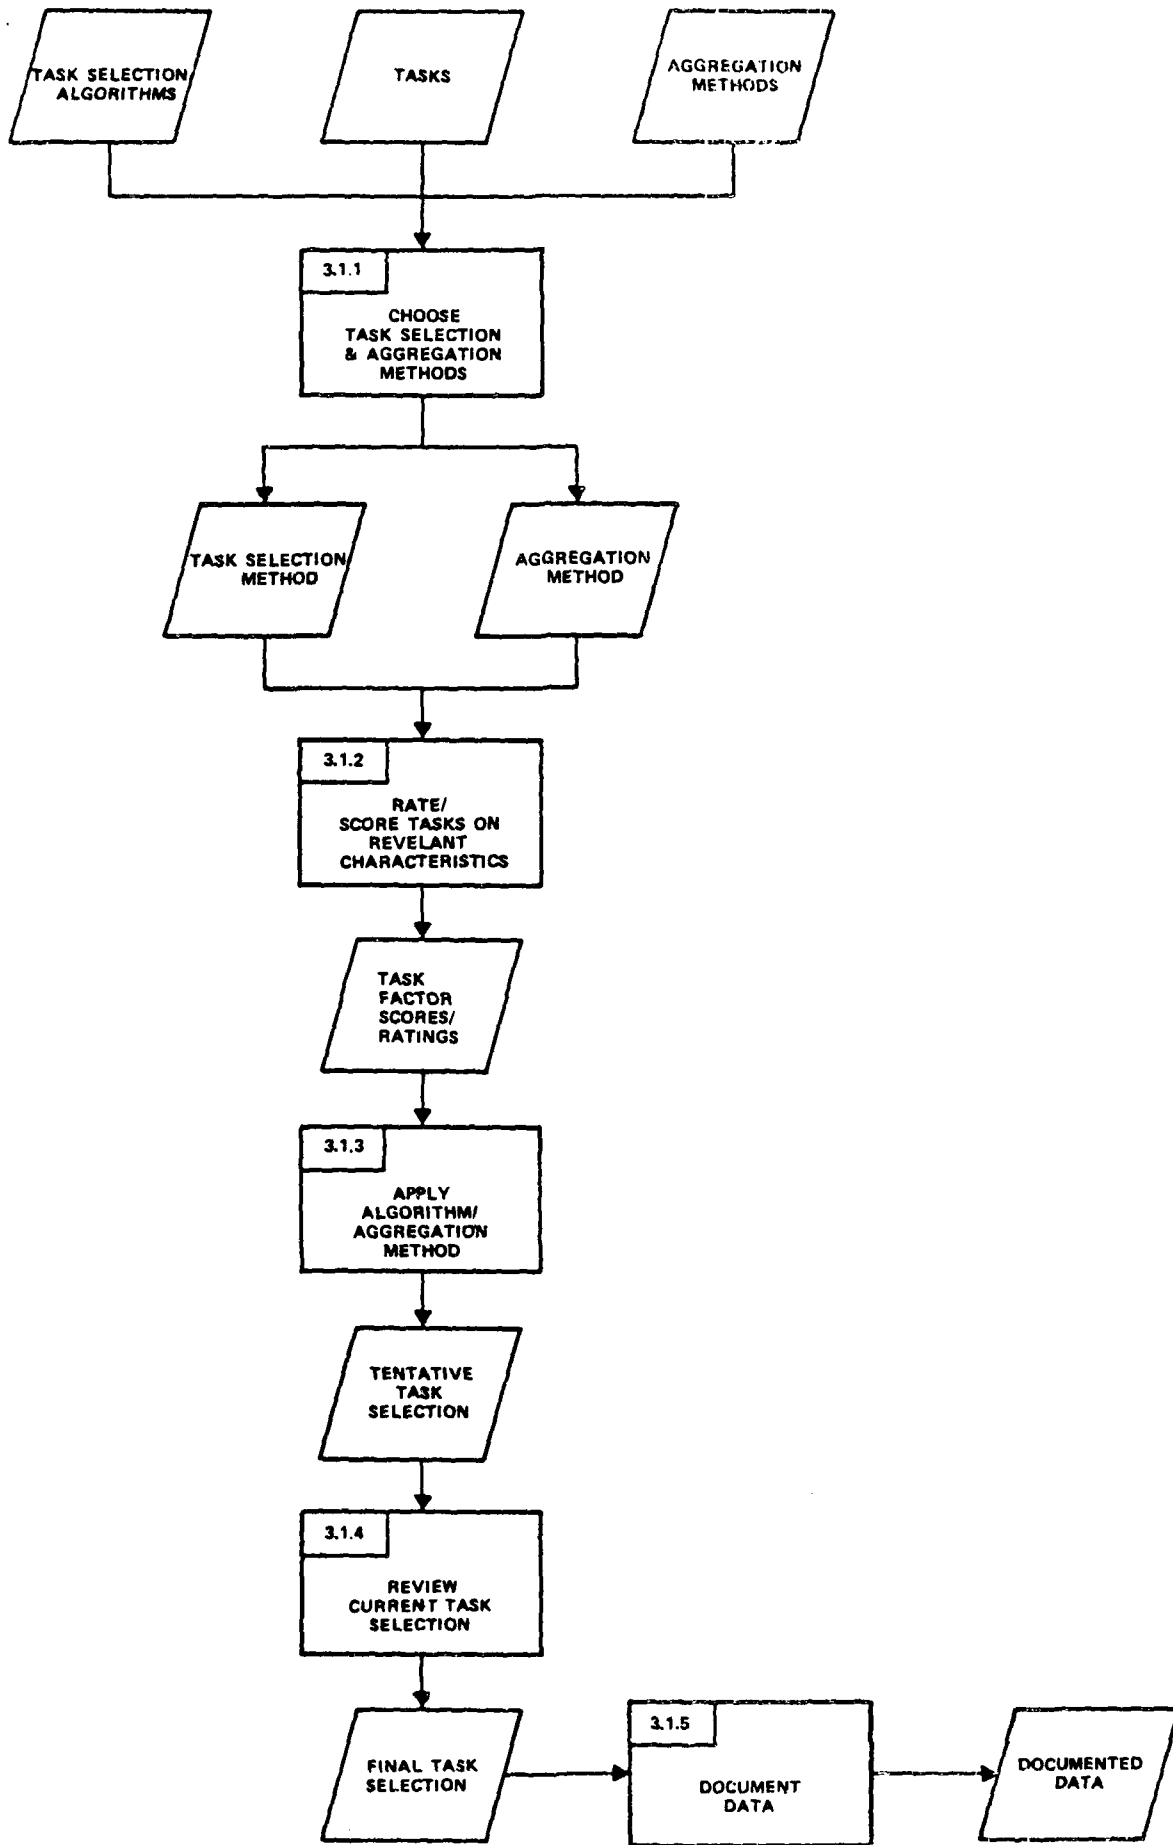 TASK SELECTION
ALGORITHMS
TASKS
AGGREGATION
METHODS
3.1.1
CHOOSE
TASK SELECTION
& AGGREGATION
METHODS
TASK SELECTION
METHOD
AGGREGATION
METHOD
3.1.2
RATE/
SCORE TASKS ON
REVELANT
CHARACTERISTICS
TASK
FACTOR
SCORES/
RATINGS
3.1.3
APPLY
ALGORITHM/
AGGREGATION
METHOD
TENTATIVE
TASK
SELECTION
3.1.4
REVIEW
CURRENT TASK
SELECTION
FINAL TASK
SELECTION
3.1.5
DOCUMENT
DATA
DOCUMENTED
DATA